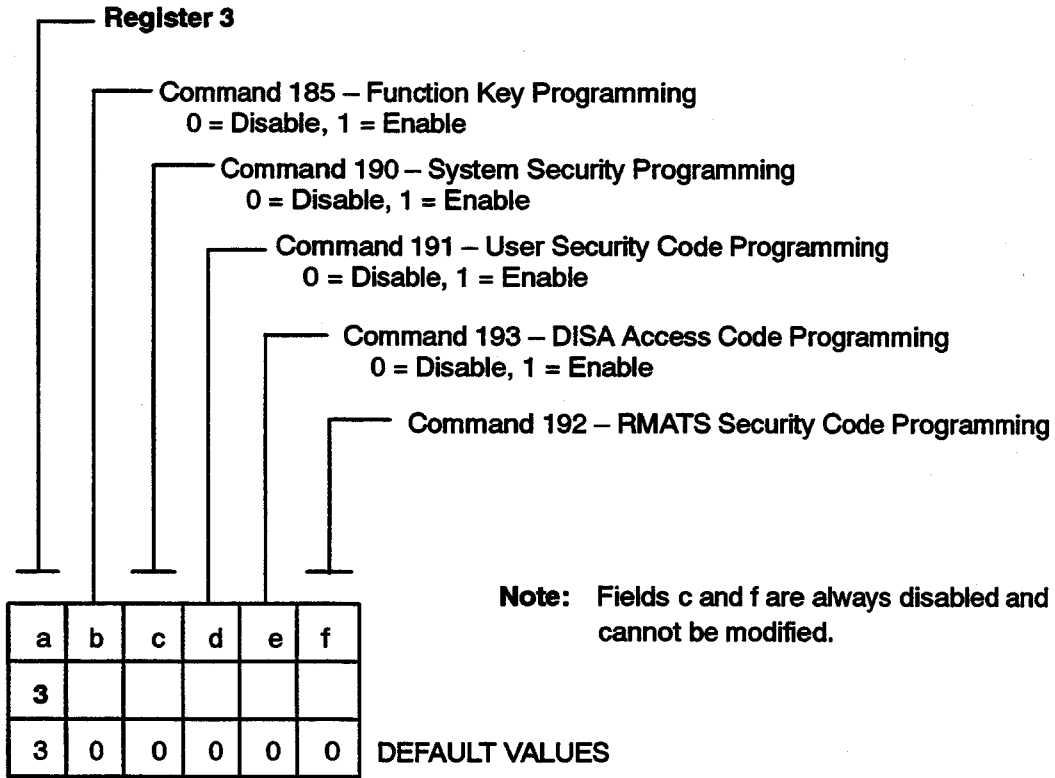 Register 3
Command 185 – Function Key Programming
0 = Disable, 1 = Enable
Command 190 – System Security Programming
0 = Disable, 1 = Enable
Command 191 – User Security Code Programming
0 = Disable, 1 = Enable
Command 193 – DISA Access Code Programming
0 = Disable, 1 = Enable
Command 192 – RMATS Security Code Programming
Note: Fields c and f are always disabled and
cannot be modified.
a b c d e f
3
3 0 0 0 0 0 DEFAULT VALUES